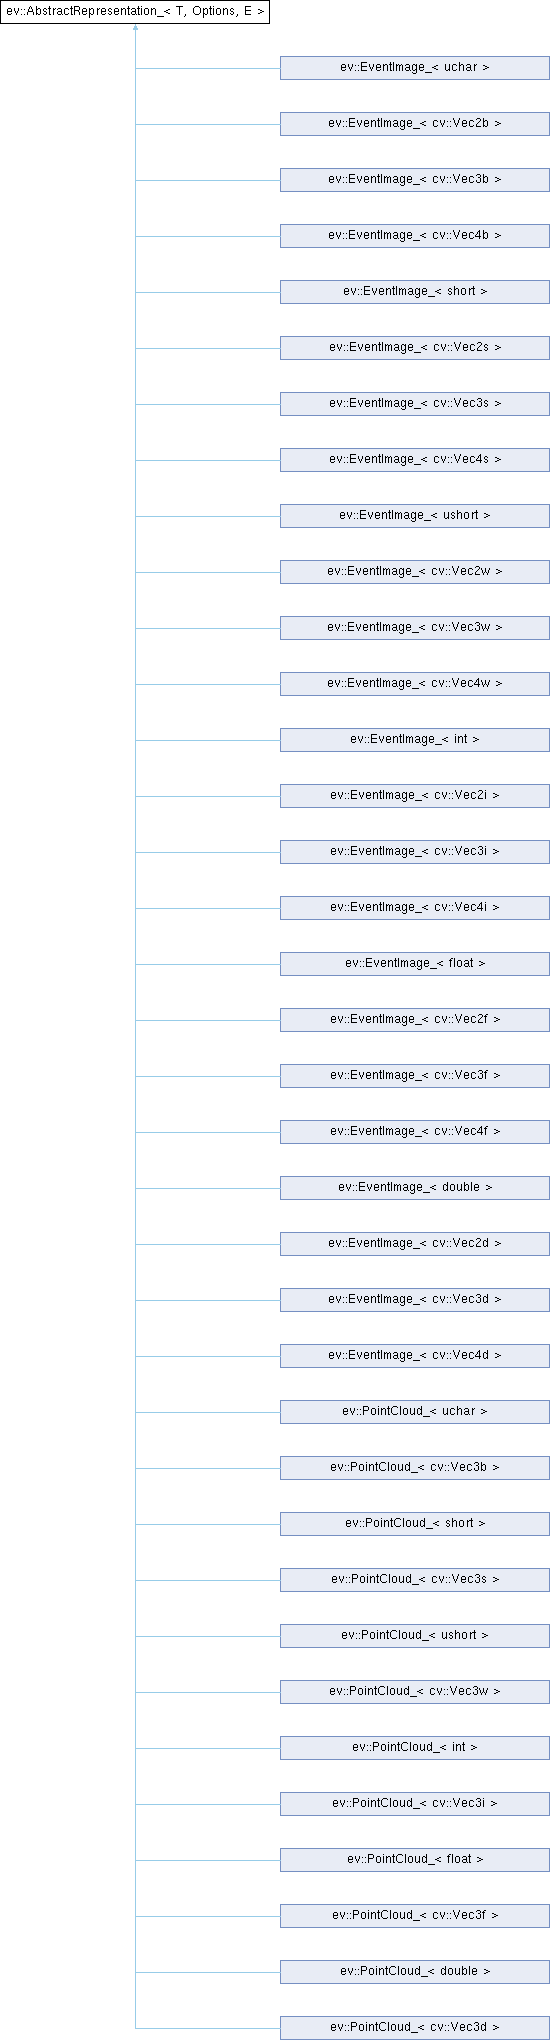 ev::AbstractRepresentation_< T, Options, E >
ev::EventImage_< uchar >
ev::EventImage_< cv::Vec2b >
ev::EventImage_< cv::Vec3b >
ev::EventImage_< cv::Vec4b >
ev::EventImage_< short >
ev::EventImage_< cv::Vec2s >
ev::EventImage_< cv::Vec3s >
ev::EventImage_< cv::Vec4s >
ev::EventImage_< ushort >
ev::EventImage_< cv::Vec2w >
ev::EventImage_< cv::Vec3w >
ev::EventImage_< cv::Vec4w >
ev::EventImage_< int >
ev::EventImage_< cv::Vec2i >
ev::EventImage_< cv::Vec3i >
ev::EventImage_< cv::Vec4i >
ev::EventImage_< float >
ev::EventImage_< cv::Vec2f >
ev::EventImage_< cv::Vec3f >
ev::EventImage_< cv::Vec4f >
ev::EventImage_< double >
ev::EventImage_< cv::Vec2d >
ev::EventImage_< cv::Vec3d >
ev::EventImage_< cv::Vec4d >
ev::PointCloud_< uchar >
ev::PointCloud_< cv::Vec3b >
ev::PointCloud_< short >
ev::PointCloud_< cv::Vec3s >
ev::PointCloud_< ushort >
ev::PointCloud_< cv::Vec3w >
ev::PointCloud_< int >
ev::PointCloud_< cv::Vec3i >
ev::PointCloud_< float >
ev::PointCloud_< cv::Vec3f >
ev::PointCloud_< double >
ev::PointCloud_< cv::Vec3d >